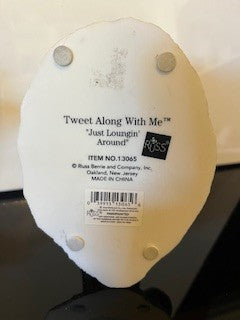 Tweet Along With Me™
"Just Loungin'
Around"
RUSS
ITEM NO.13065
© Russ Berrie and Company, Inc.
Oakland, New Jersey
MADE IN CHINA
RUSS